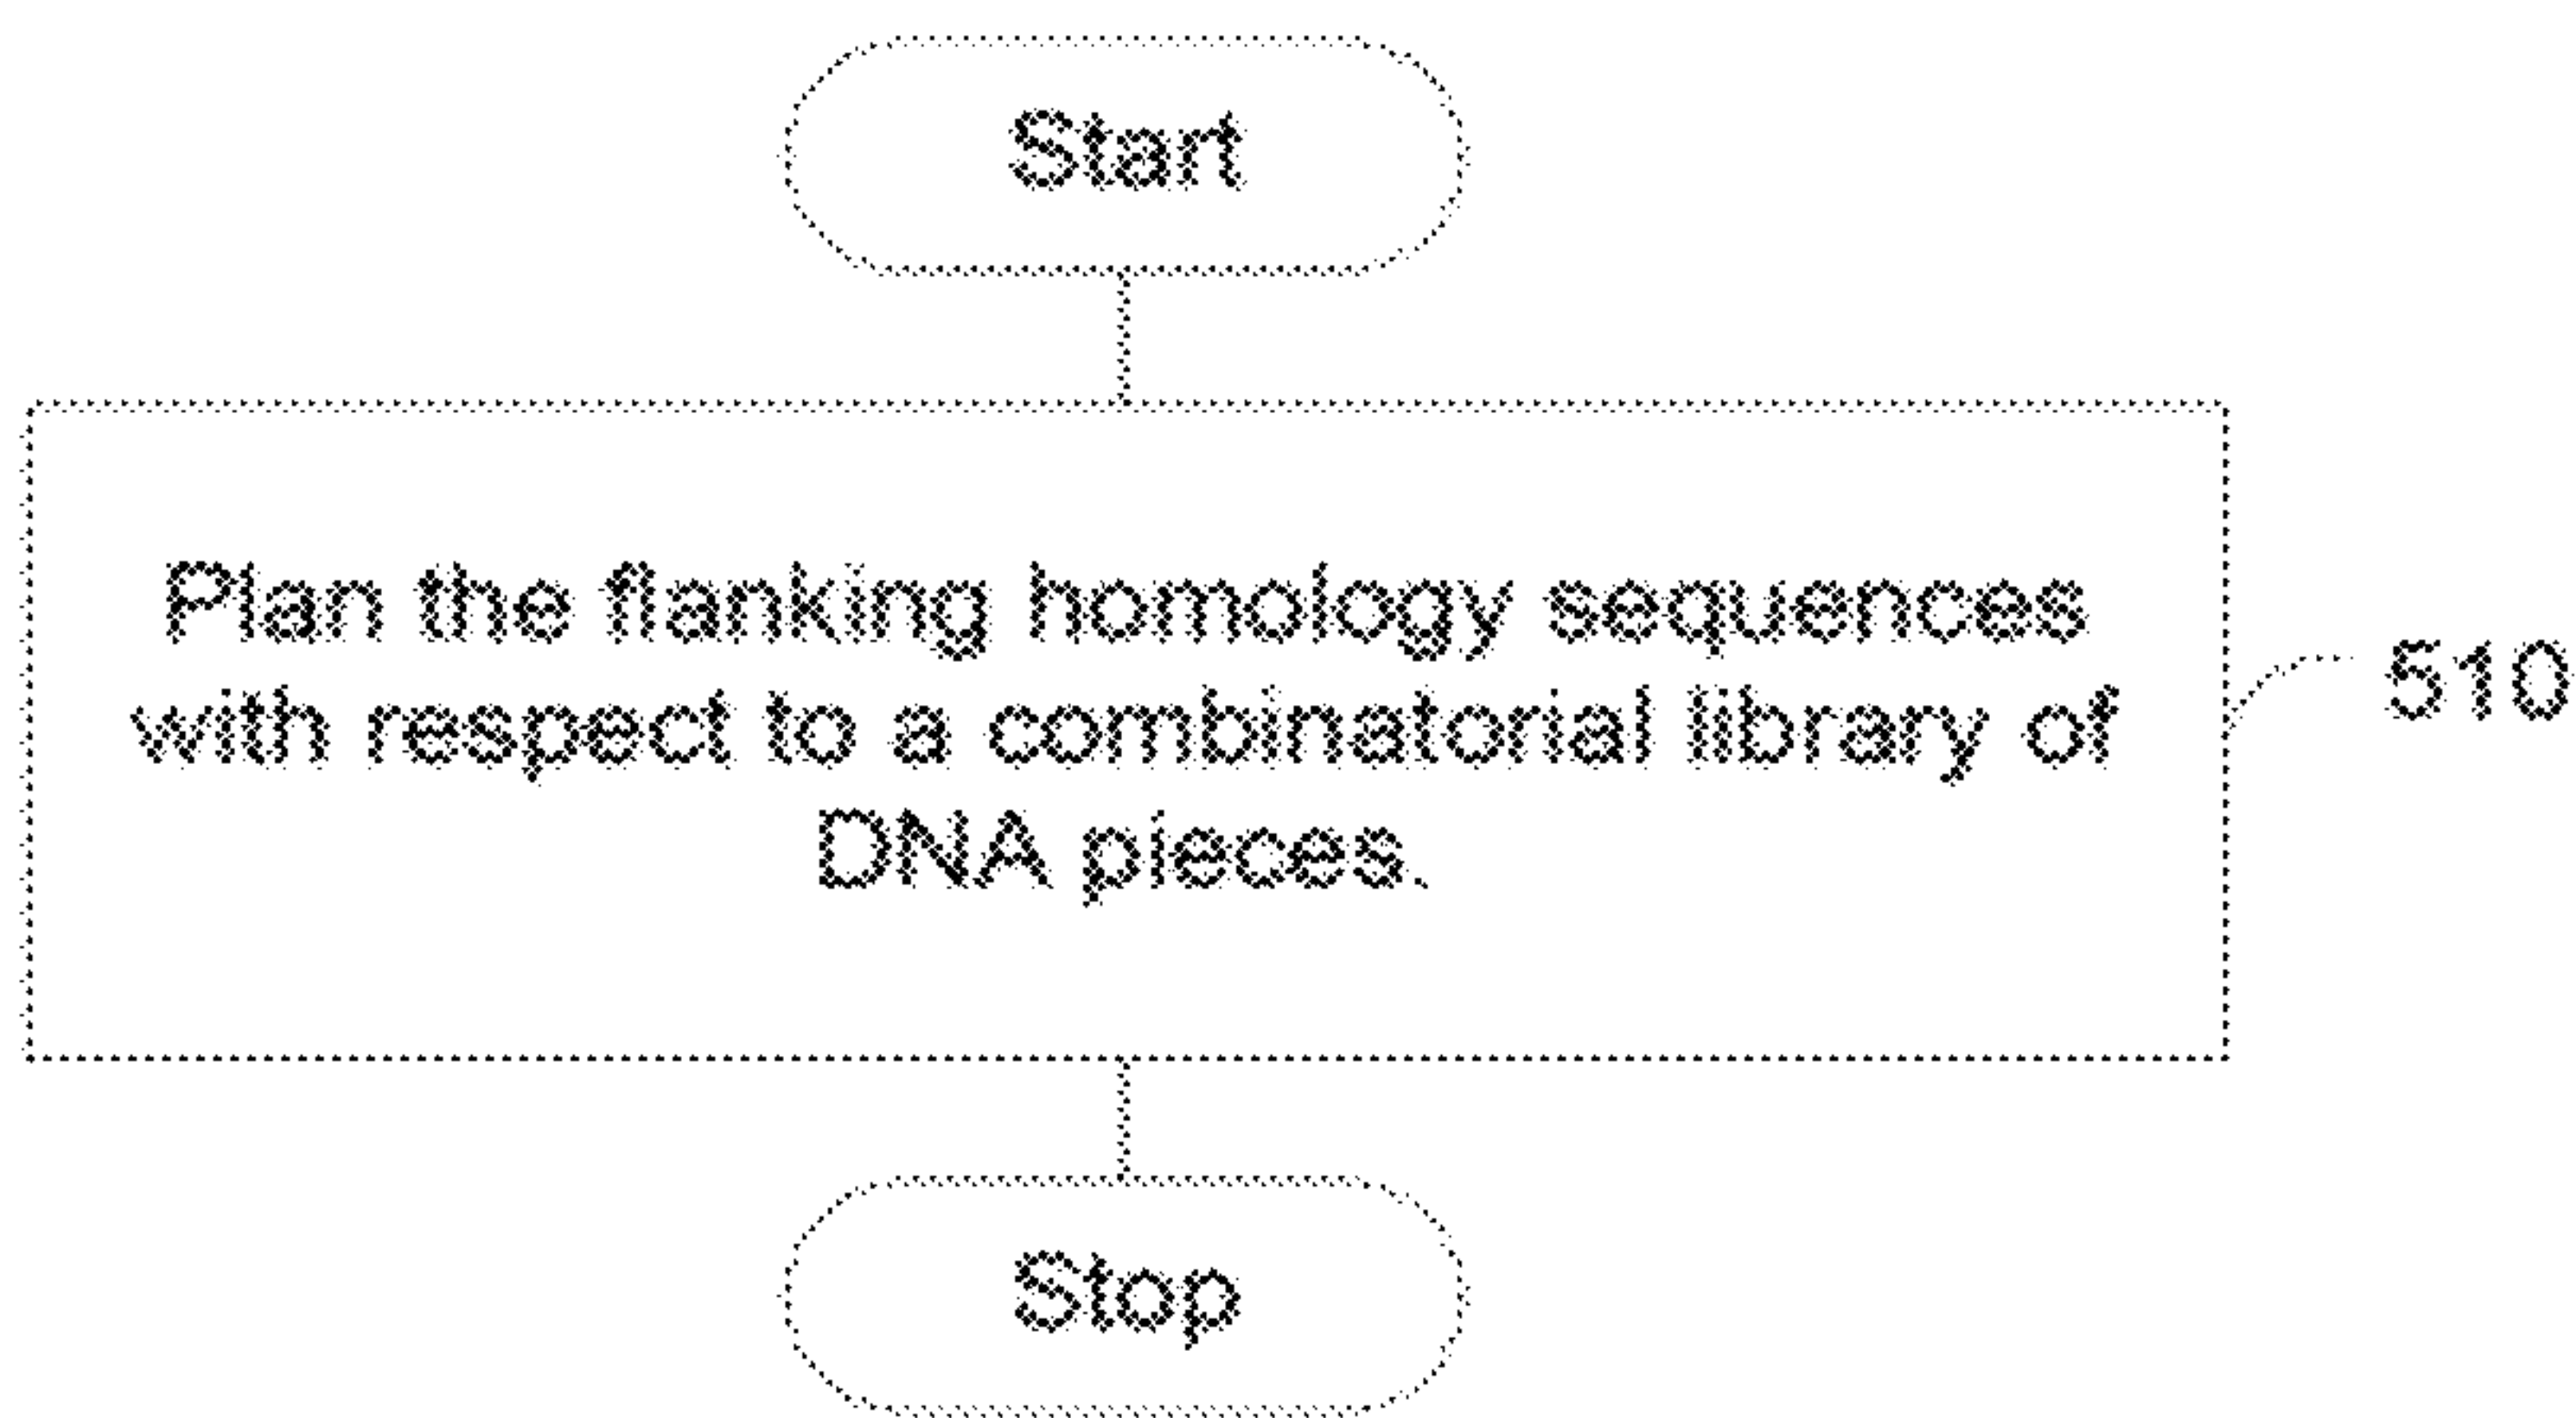 Start
Plan the flanking homology sequences
with respect to a combinatorial library of
DNA pieces.
510
Stop